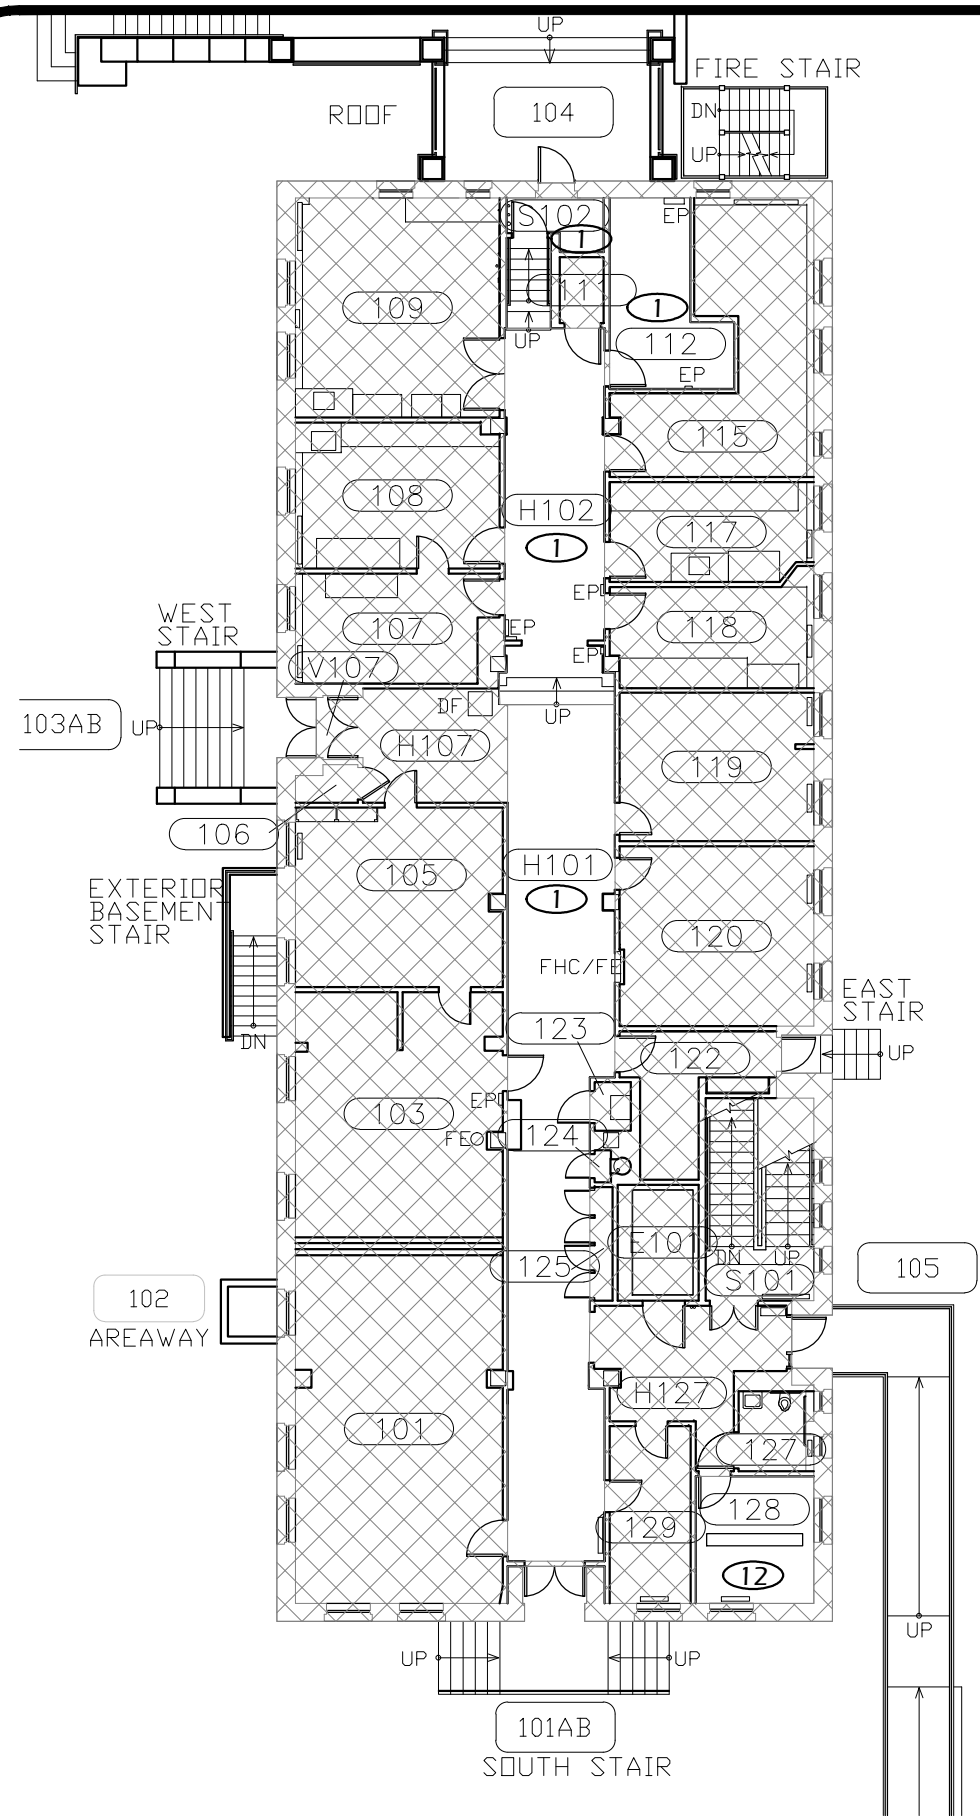 UP
FIRE STAIR
ROOF
104
DN
UP
S102
EP
1
111
109
1
112
UP
EP
115
108
H102
117
1
EP
WEST
STAIR
107
EP
118
V107
EP
103AB
UP
DF
UP
H107
119
106
H101
105
EXTERIOR
BASEMENT
STAIR
1
120
FHC/FE
EAST
STAIR
123
DN
122
UP
EP
103
FE
124
E101
DN
UP
125
S101
105
102
AREAWAY
H127
101
127
128
129
12
UP
UP
UP
101AB
SOUTH STAIR